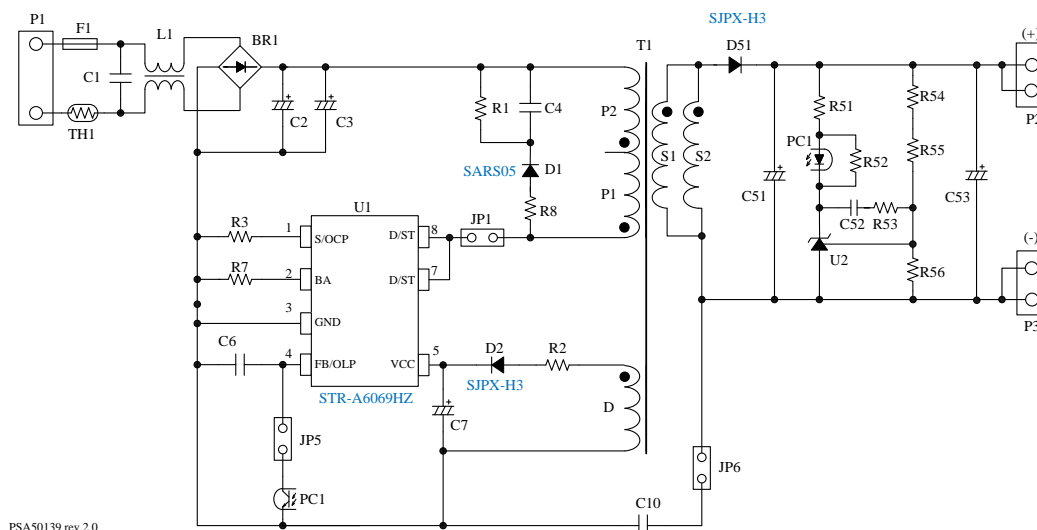 SJPX-H3
P1
F1
L1
BR1
T1
D51
(+)
C1
TH1
C2
C3
R1
C4
P2
S1
S2
R51
R54
P2
PC1
R52
R55
SARS05
D1
P1
C51
C53
R8
C52
R53
U1
JP1
R3
1
S/OCP
D/ST
8
U2
(-)
R7
2
BA
D/ST
7
R56
3
GND
P3
C6
4
FB/OLP
VCC
5
D2
R2
SJPX-H3
STR-A6069HZ
D
C7
JP5
JP6
PC1
C10
PSA50139 rev.2.0